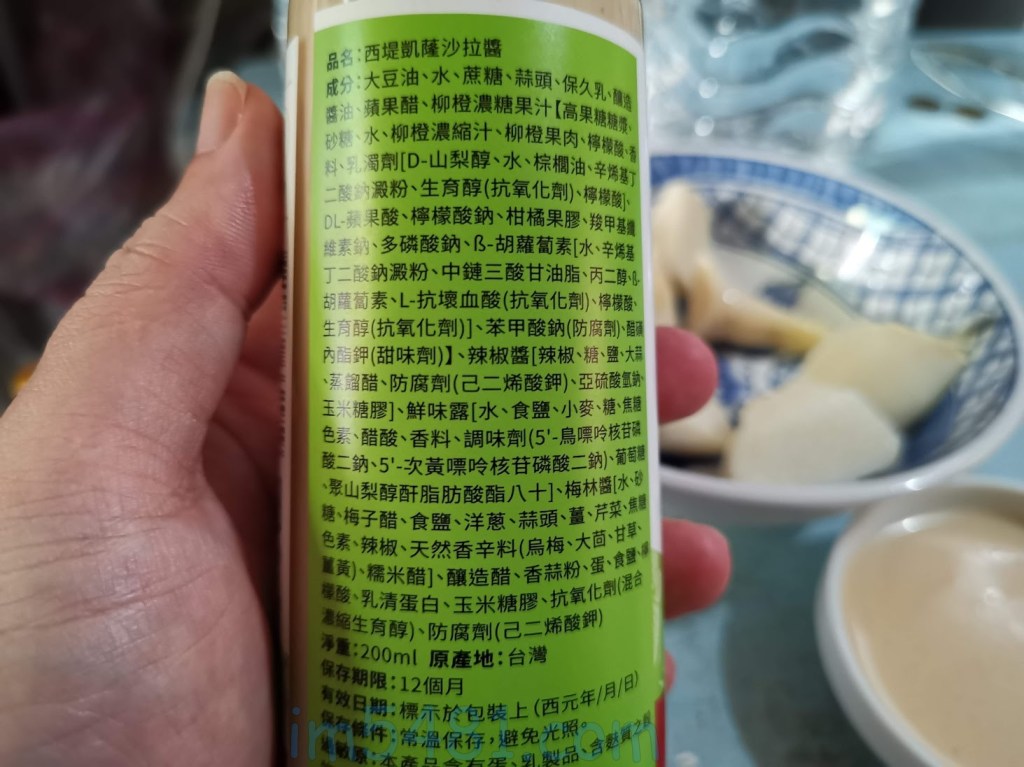 品名：西堤凱薩沙拉醬
成分：大豆油、水、蔗糖、蒜頭、保久乳、釀造
醬油、蘋果醋、柳橙濃糖果汁【高果糖糖漿、
砂糖、水、柳橙濃縮汁、柳橙果肉、檸檬酸、香
料、乳濁劑[D-山梨醇、水、棕櫚油、辛烯基丁
二酸鈉澱粉、生育醇(抗氧化劑)、檸檬酸]、
DL-蘋果酸、檸檬酸鈉、柑橘果膠、羧甲基纖
維素鈉、多磷酸鈉、ß-胡蘿蔔素[水、辛烯基
丁二酸鈉澱粉、中鏈三酸甘油脂、丙二醇、ß-
胡蘿蔔素、L-抗壞血酸(抗氧化劑)、檸檬酸、
生育醇(抗氧化劑)]、苯甲酸鈉(防腐劑)、醋磺
內酯鉀(甜味劑)】、辣椒醬[辣椒、糖、鹽、大蒜
、蒸餾醋、防腐劑(己二烯酸鉀)、亞硫酸氫鈉、
玉米糖膠]、鮮味露[水、食鹽、小麥、糖、焦糖
色素、醋酸、香料、調味劑(5'-鳥嘌呤核苷磷
酸二鈉、5'-次黃嘌呤核苷磷酸二鈉)、葡萄糖
、聚山梨醇酐脂肪酸酯八十]、梅林醬[水、砂
糖、梅子醋、食鹽、洋蔥、蒜頭、薑、芹菜、焦糖
色素、辣椒、天然香辛料(烏梅、大茴、甘草、
薑黃)、糯米醋]、釀造醋、香蒜粉、蛋、食鹽、檸
檬酸、乳清蛋白、玉米糖膠、抗氧化劑(混合
濃縮生育醇)、防腐劑(己二烯酸鉀)
淨重：200ml 原產地：台灣
保存期限：12個月
有效日期：標示於包裝上(西元年/月/日)
保存條件：常溫保存，避免光照。
過敏原：本產品含有蛋、乳製品、含麩質之穀